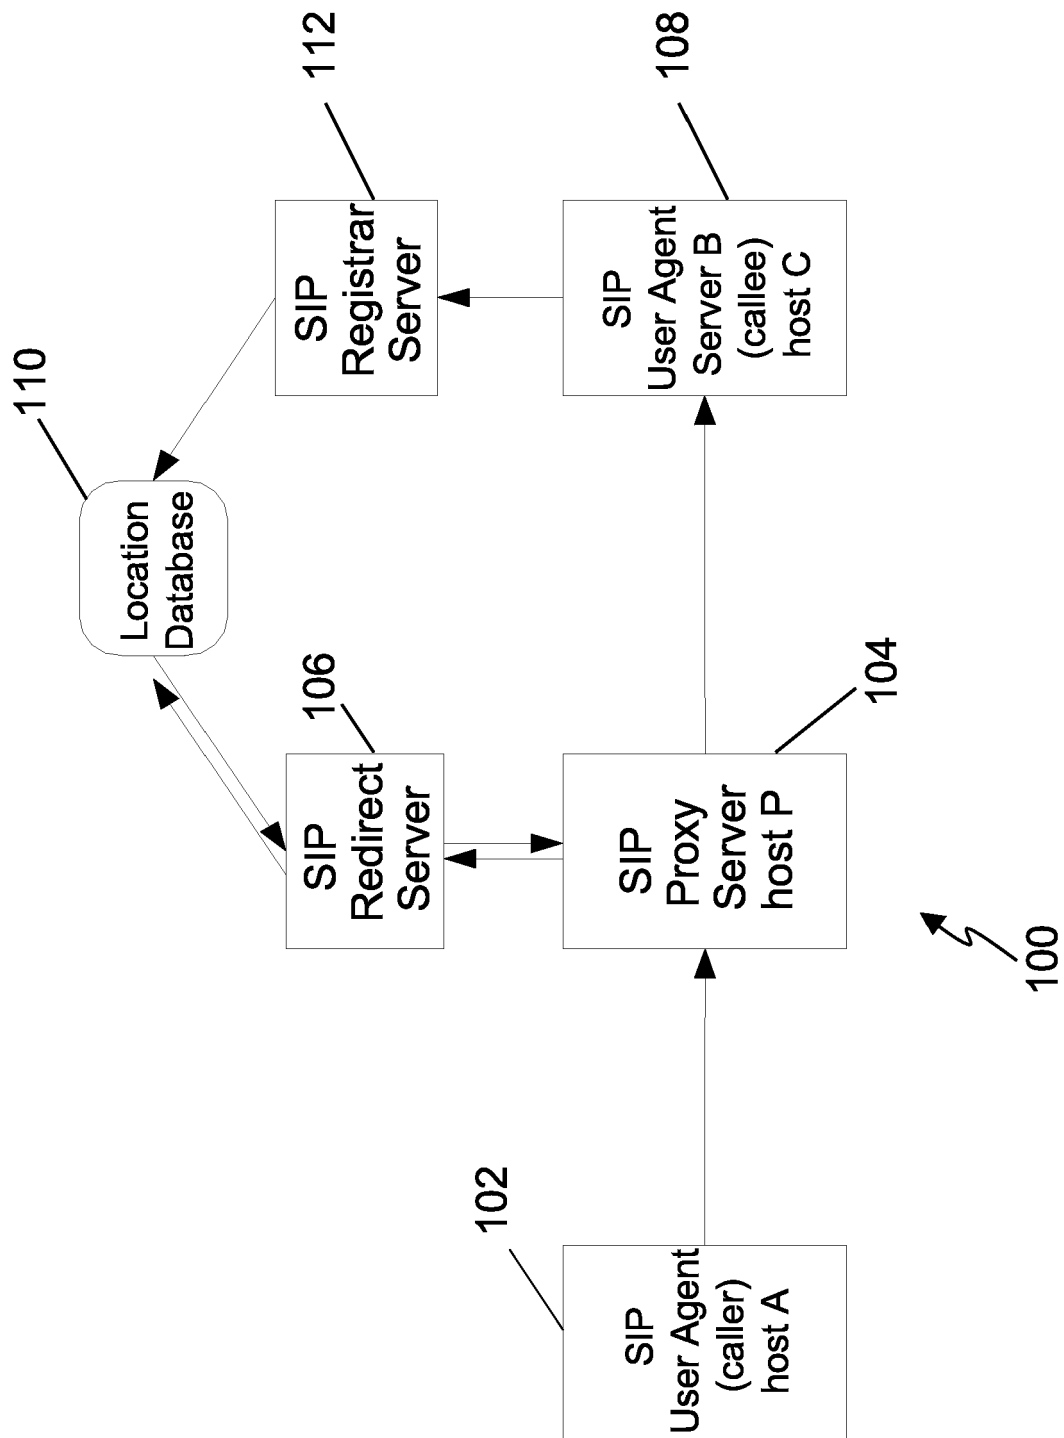 110
Location
Database
106
SIP
Redirect
Server
112
SIP
Registrar
Server
102
SIP
User Agent
(caller)
host A
SIP
Proxy
Server
host P
104
SIP
User Agent
Server B
(callee)
host C
108
100